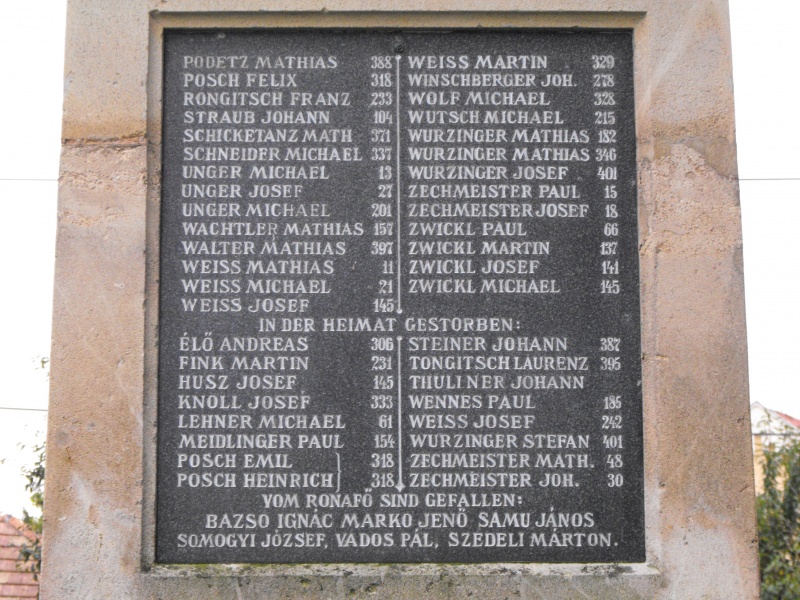 PODETZ MATHIAS 388 WEISS MARTIN 329
POSCH FELIX 318 WINSCHBERGER JOH. 278
RONGITSCH FRANZ 233 WOLF MICHAEL 328
STRAUB JOHANN 104 WUTSCH MICHAEL 215
SCHICKETANZ MATH 371 WURZINGER MATHIAS 182
SCHNEIDER MICHAEL 337 WURZINGER MATHIAS 346
UNGER MICHAEL 13 WURZINGER JOSEF 401
UNGER JOSEF 27 ZECHMEISTER PAUL 15
UNGER MICHAEL 201 ZECHMEISTER JOSEF 18
WACHTLER MATHIAS 157 ZWICKL PAUL 66
WALTER MATHIAS 397 ZWICKL MARTIN 137
WEISS MATHIAS 11 ZWICKL JOSEF 141
WEISS MICHAEL 21 ZWICKL MICHAEL 145
WEISS JOSEF 145
IN DER HEIMAT GESTORBEN:
ÉLŐ ANDREAS 306 STEINER JOHANN 387
FINK MARTIN 231 TONGITSCH LAURENZ 395
HUSZ JOSEF 145 THULINER JOHANN
KNOLL JOSEF 333 WENNES PAUL 185
LEHNER MICHAEL 61 WEISS JOSEF 242
MEIDLINGER PAUL 154 WURZINGER STEFAN 401
POSCH EMIL 318 ZECHMEISTER MATH. 48
POSCH HEINRICH 318 ZECHMEISTER JOH. 30
VOM RONAFŐ SIND GEFALLEN:
BAZSO IGNÁC MARKO JENŐ SAMU JÁNOS
SOMOGYI JÓZSEF, VADOS PÁL, SZEDELI MÁRTON.